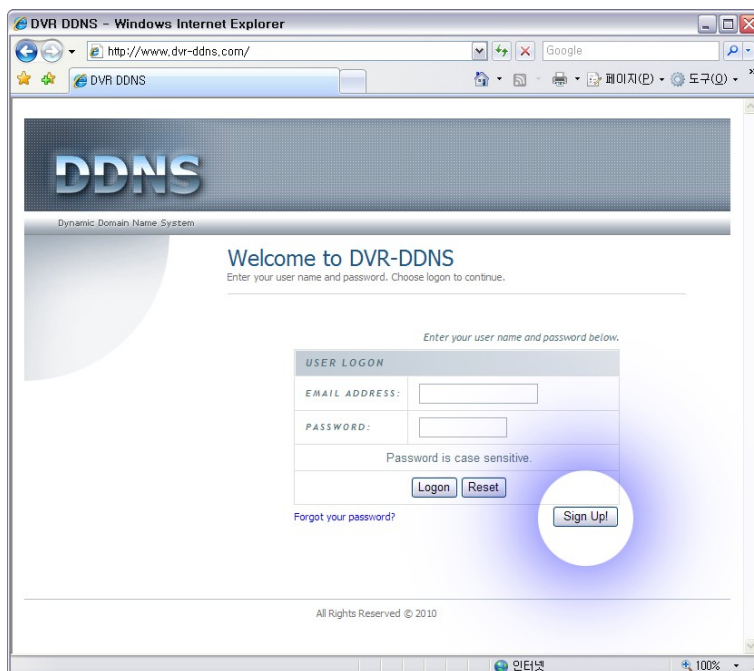 DVR DDNS - Windows Internet Explorer
http://www.dvr-ddns.com/
Google
DVR DDNS
페이지(P)
도구(O)
DDNS
Dynamic Domain Name System
Welcome to DVR-DDNS
Enter your user name and password. Choose logon to continue.
Enter your user name and password below.
USER LOGON
EMAIL ADDRESS:
PASSWORD:
Password is case sensitive.
Logon Reset
Forgot your password?
Sign Up!
All Rights Reserved © 2010
인터넷
100%